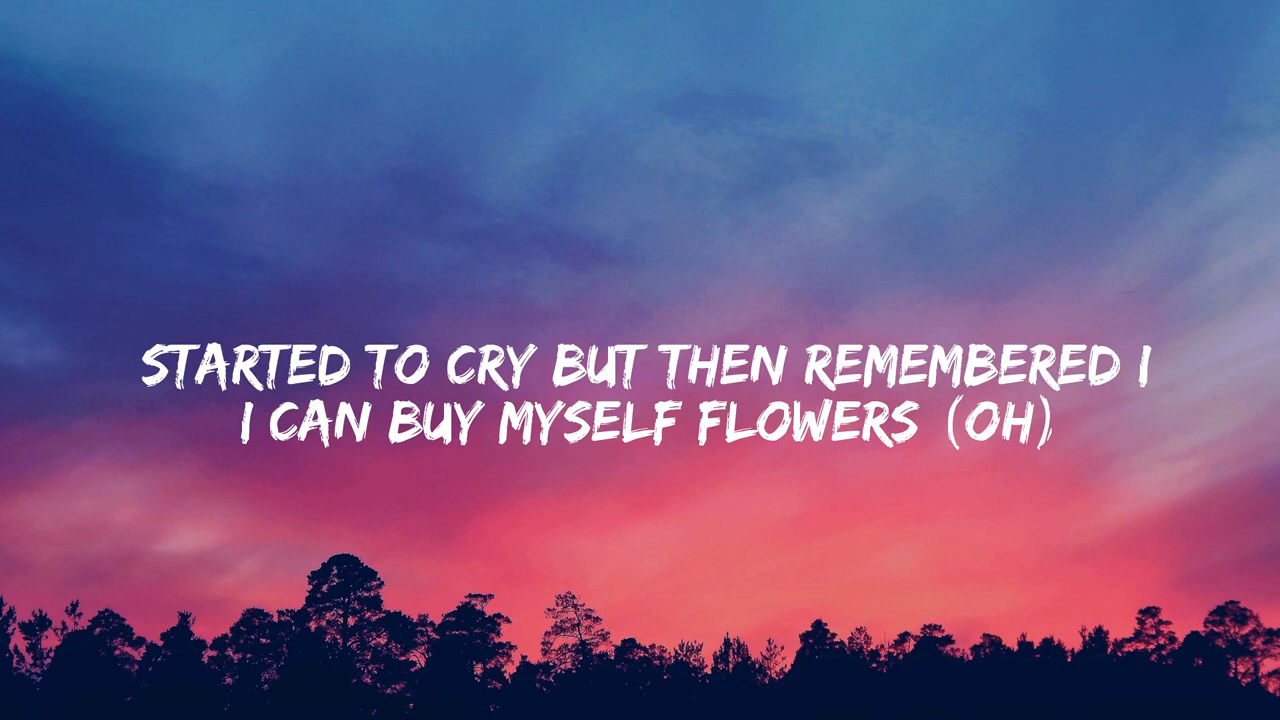 STARTED TO CRY BUT THEN REMEMBERED I
I CAN BUY MYSELF FLOWERS (OH)